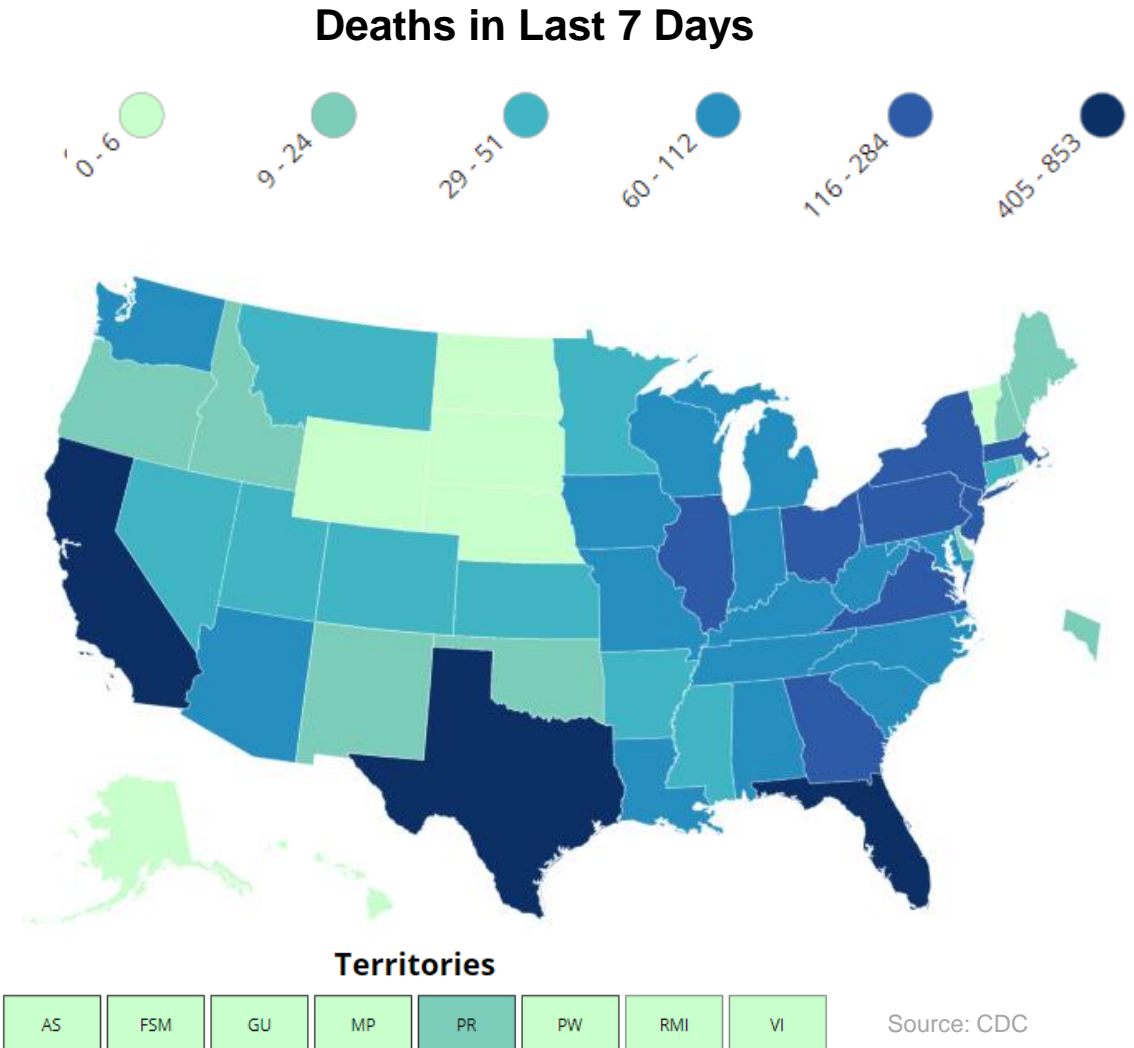 Deaths in Last 7 Days
0 - 6
9 - 24
29 - 51
60 - 112
116 - 284
405 - 853
Territories
AS FSM GU MP PR PW RMI VI
Source: CDC